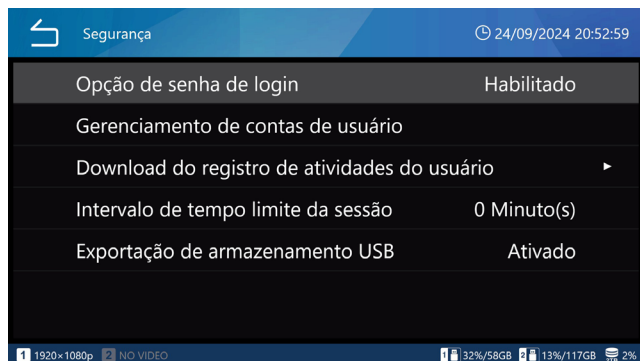 Segurança 24/09/2024 20:52:59
Opção de senha de login Habilitado
Gerenciamento de contas de usuário
Download do registro de atividades do usuário
Intervalo de tempo limite da sessão 0 Minuto(s)
Exportação de armazenamento USB Ativado
1 1920×1080p 2 NO VIDEO 1 32%/58GB 2 13%/117GB 2TB 2%